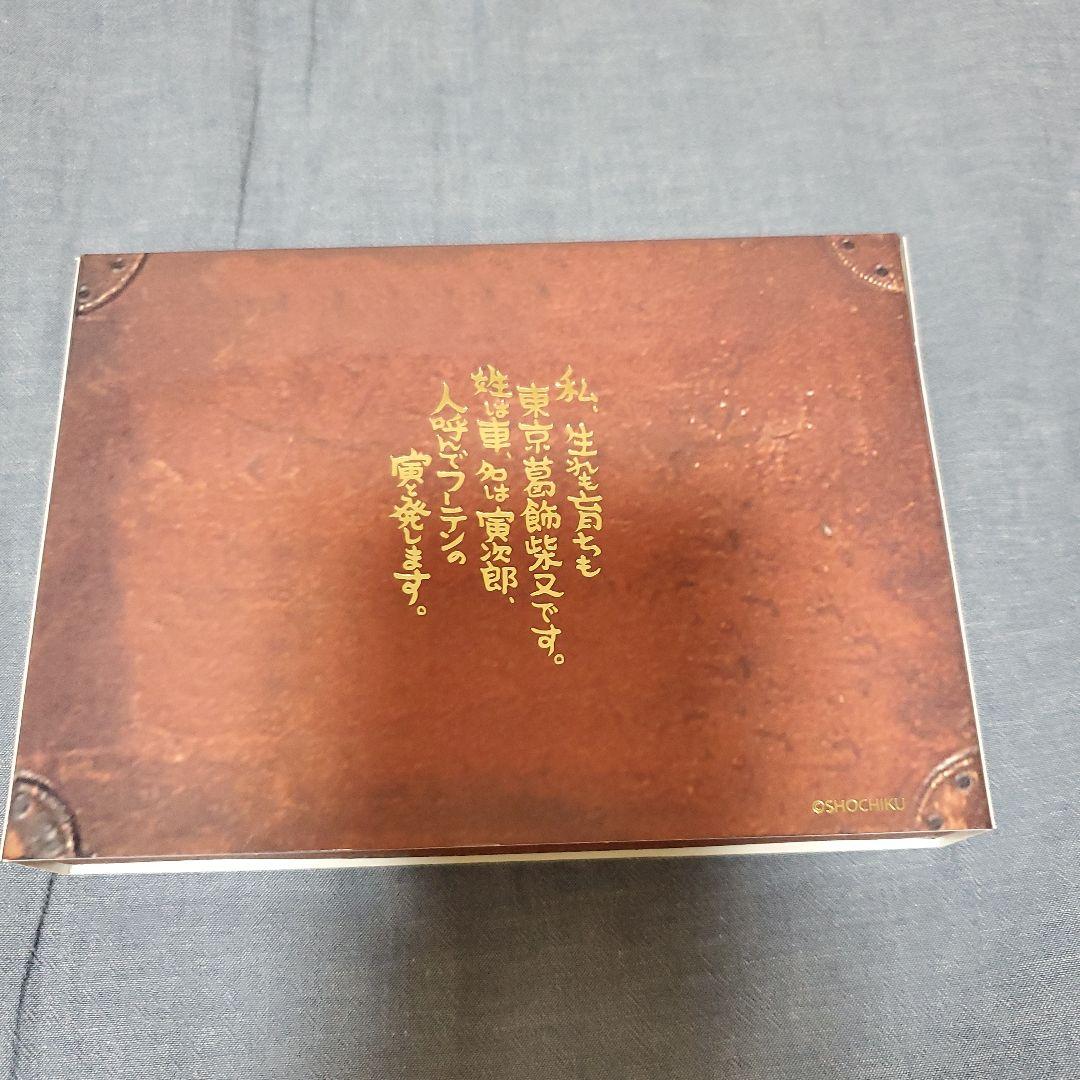 私、生れも育ちも
東京葛飾柴又です。
姓は車、名は寅次郎、
人呼んでフーテンの
寅と発します。
©SHOCHIKU